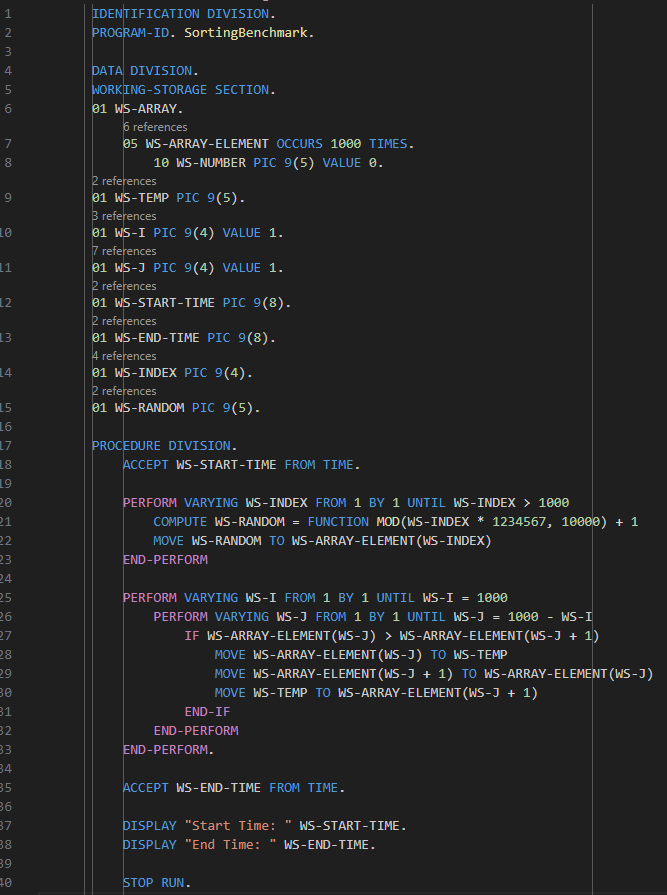 1 IDENTIFICATION DIVISION.
2 PROGRAM-ID. SortingBenchmark.
3
4 DATA DIVISION.
5 WORKING-STORAGE SECTION.
6 01 WS-ARRAY.
6 references
7 05 WS-ARRAY-ELEMENT OCCURS 1000 TIMES.
8 10 WS-NUMBER PIC 9(5) VALUE 0.
2 references
9 01 WS-TEMP PIC 9(5).
3 references
10 01 WS-I PIC 9(4) VALUE 1.
7 references
11 01 WS-J PIC 9(4) VALUE 1.
2 references
12 01 WS-START-TIME PIC 9(8).
2 references
13 01 WS-END-TIME PIC 9(8).
4 references
14 01 WS-INDEX PIC 9(4).
2 references
15 01 WS-RANDOM PIC 9(5).
16
17 PROCEDURE DIVISION.
18 ACCEPT WS-START-TIME FROM TIME.
19
20 PERFORM VARYING WS-INDEX FROM 1 BY 1 UNTIL WS-INDEX > 1000
21 COMPUTE WS-RANDOM = FUNCTION MOD(WS-INDEX * 1234567, 10000) + 1
22 MOVE WS-RANDOM TO WS-ARRAY-ELEMENT(WS-INDEX)
23 END-PERFORM
24
25 PERFORM VARYING WS-I FROM 1 BY 1 UNTIL WS-I = 1000
26 PERFORM VARYING WS-J FROM 1 BY 1 UNTIL WS-J = 1000 - WS-I
27 IF WS-ARRAY-ELEMENT(WS-J) > WS-ARRAY-ELEMENT(WS-J + 1)
28 MOVE WS-ARRAY-ELEMENT(WS-J) TO WS-TEMP
29 MOVE WS-ARRAY-ELEMENT(WS-J + 1) TO WS-ARRAY-ELEMENT(WS-J)
30 MOVE WS-TEMP TO WS-ARRAY-ELEMENT(WS-J + 1)
31 END-IF
32 END-PERFORM
33 END-PERFORM.
34
35 ACCEPT WS-END-TIME FROM TIME.
36
37 DISPLAY "Start Time: " WS-START-TIME.
38 DISPLAY "End Time: " WS-END-TIME.
39
40 STOP RUN.